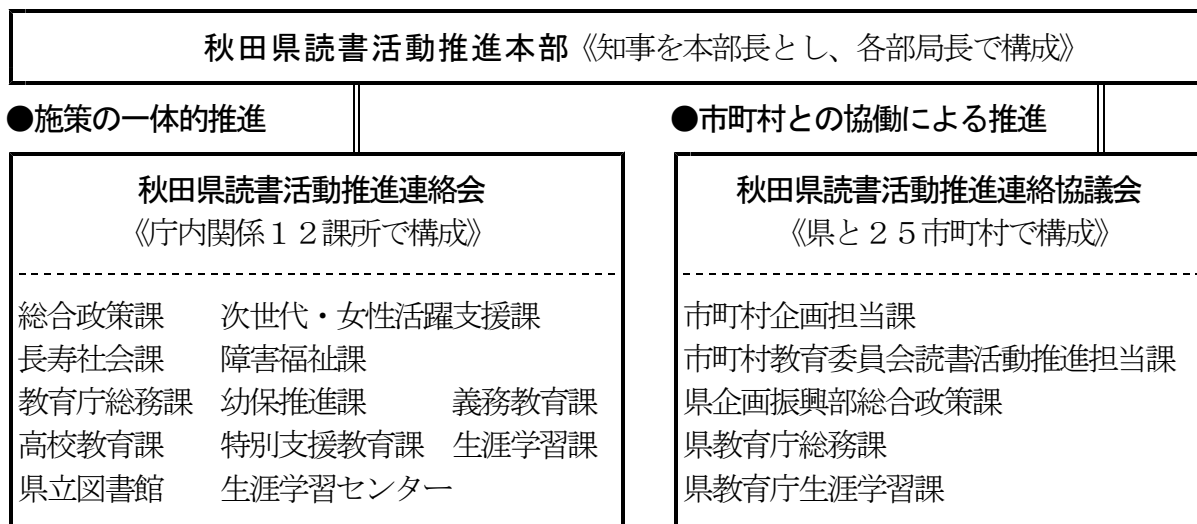 秋田県読書活動推進本部《知事を本部長とし、各部局長で構成》
●施策の一体的推進
秋田県読書活動推進連絡会
《庁内関係１２課所で構成》
総合政策課　次世代・女性活躍支援課
長寿社会課　障害福祉課
教育庁総務課　幼保推進課　義務教育課
高校教育課　特別支援教育課　生涯学習課
県立図書館　生涯学習センター
●市町村との協働による推進
秋田県読書活動推進連絡協議会
《県と２５市町村で構成》
市町村企画担当課
市町村教育委員会読書活動推進担当課
県企画振興部総合政策課
県教育庁総務課
県教育庁生涯学習課